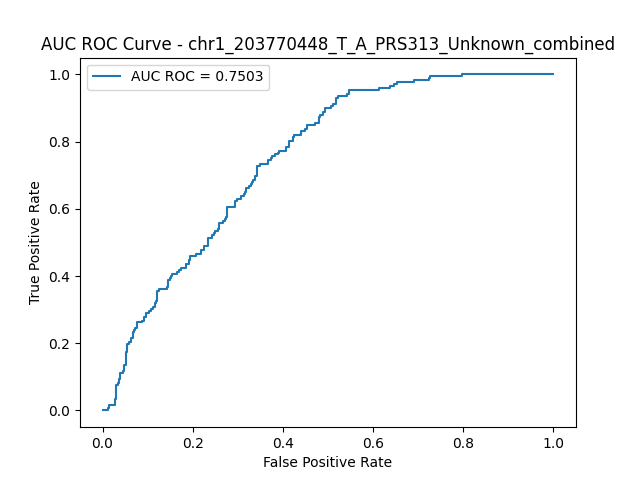 AUC ROC Curve - chr1_203770448_T_A_PRS313_Unknown_combined
AUC ROC = 0.7503
True Positive Rate
1.0
0.8
0.6
0.4
0.2
0.0
0.0 0.2 0.4 0.6 0.8 1.0
False Positive Rate